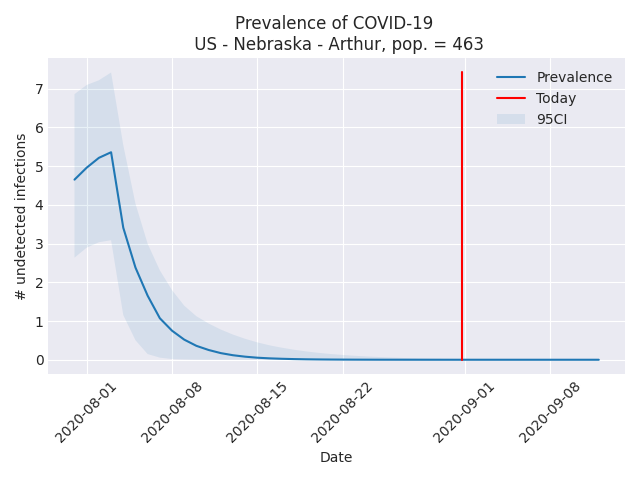 Prevalence of COVID-19
US - Nebraska - Arthur, pop. = 463
Prevalence
Today
95CI
# undetected infections
7
6
5
4
3
2
1
0
2020-08-01
2020-08-08
2020-08-15
2020-08-22
2020-09-01
2020-09-08
Date